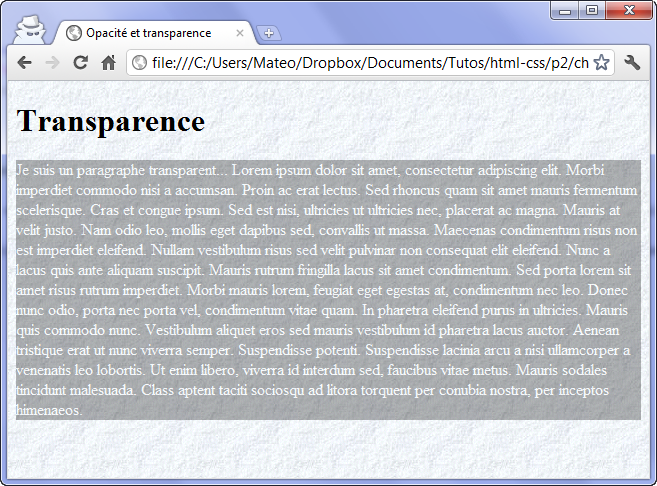 Opacité et transparence
file:///C:/Users/Mateo/Dropbox/Documents/Tutos/html-css/p2/ch
Transparence
Je suis un paragraphe transparent... Lorem ipsum dolor sit amet, consectetur adipiscing elit. Morbi
imperdiet commodo nisi a accumsan. Proin ac erat lectus. Sed rhoncus quam sit amet mauris fermentum
scelerisque. Cras et congue ipsum. Sed est nisi, ultricies ut ultricies nec, placerat ac magna. Mauris at
velit justo. Nam odio leo, mollis eget dapibus sed, convallis ut massa. Maecenas condimentum risus non
est imperdiet eleifend. Nullam vestibulum risus sed velit pulvinar non consequat elit eleifend. Nunc a
lacus quis ante aliquam suscipit. Mauris rutrum fringilla lacus sit amet condimentum. Sed porta lorem sit
amet risus rutrum imperdiet. Morbi mauris lorem, feugiat eget egestas at, condimentum nec leo. Donec
nunc odio, porta nec porta vel, condimentum vitae quam. In pharetra eleifend purus in ultricies. Mauris
quis commodo nunc. Vestibulum aliquet eros sed mauris vestibulum id pharetra lacus auctor. Aenean
tristique erat ut nunc viverra semper. Suspendisse potenti. Suspendisse lacinia arcu a nisi ullamcorper a
venenatis leo lobortis. Ut enim libero, viverra id interdum sed, faucibus vitae metus. Mauris sodales
tincidunt malesuada. Class aptent taciti sociosqu ad litora torquent per conubia nostra, per inceptos
himenaeos.